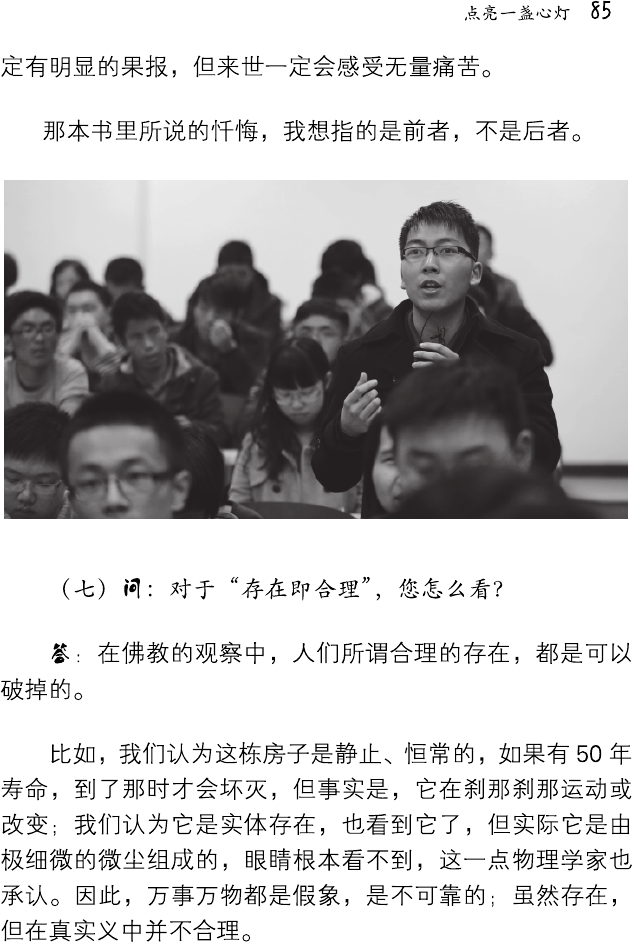 点亮一盏心灯 85
定有明显的果报，但来世一定会感受无量痛苦。
那本书里所说的忏悔，我想指的是前者，不是后者。
（七）问：对于“存在即合理”，您怎么看？
答：在佛教的观察中，人们所谓合理的存在，都是可以
破掉的。
比如，我们认为这栋房子是静止、恒常的，如果有 50 年
寿命，到了那时才会坏灭，但事实是，它在刹那刹那运动或
改变；我们认为它是实体存在，也看到它了，但实际它是由
极细微的微尘组成的，眼睛根本看不到，这一点物理学家也
承认。因此，万事万物都是假象，是不可靠的；虽然存在，
但在真实义中并不合理。